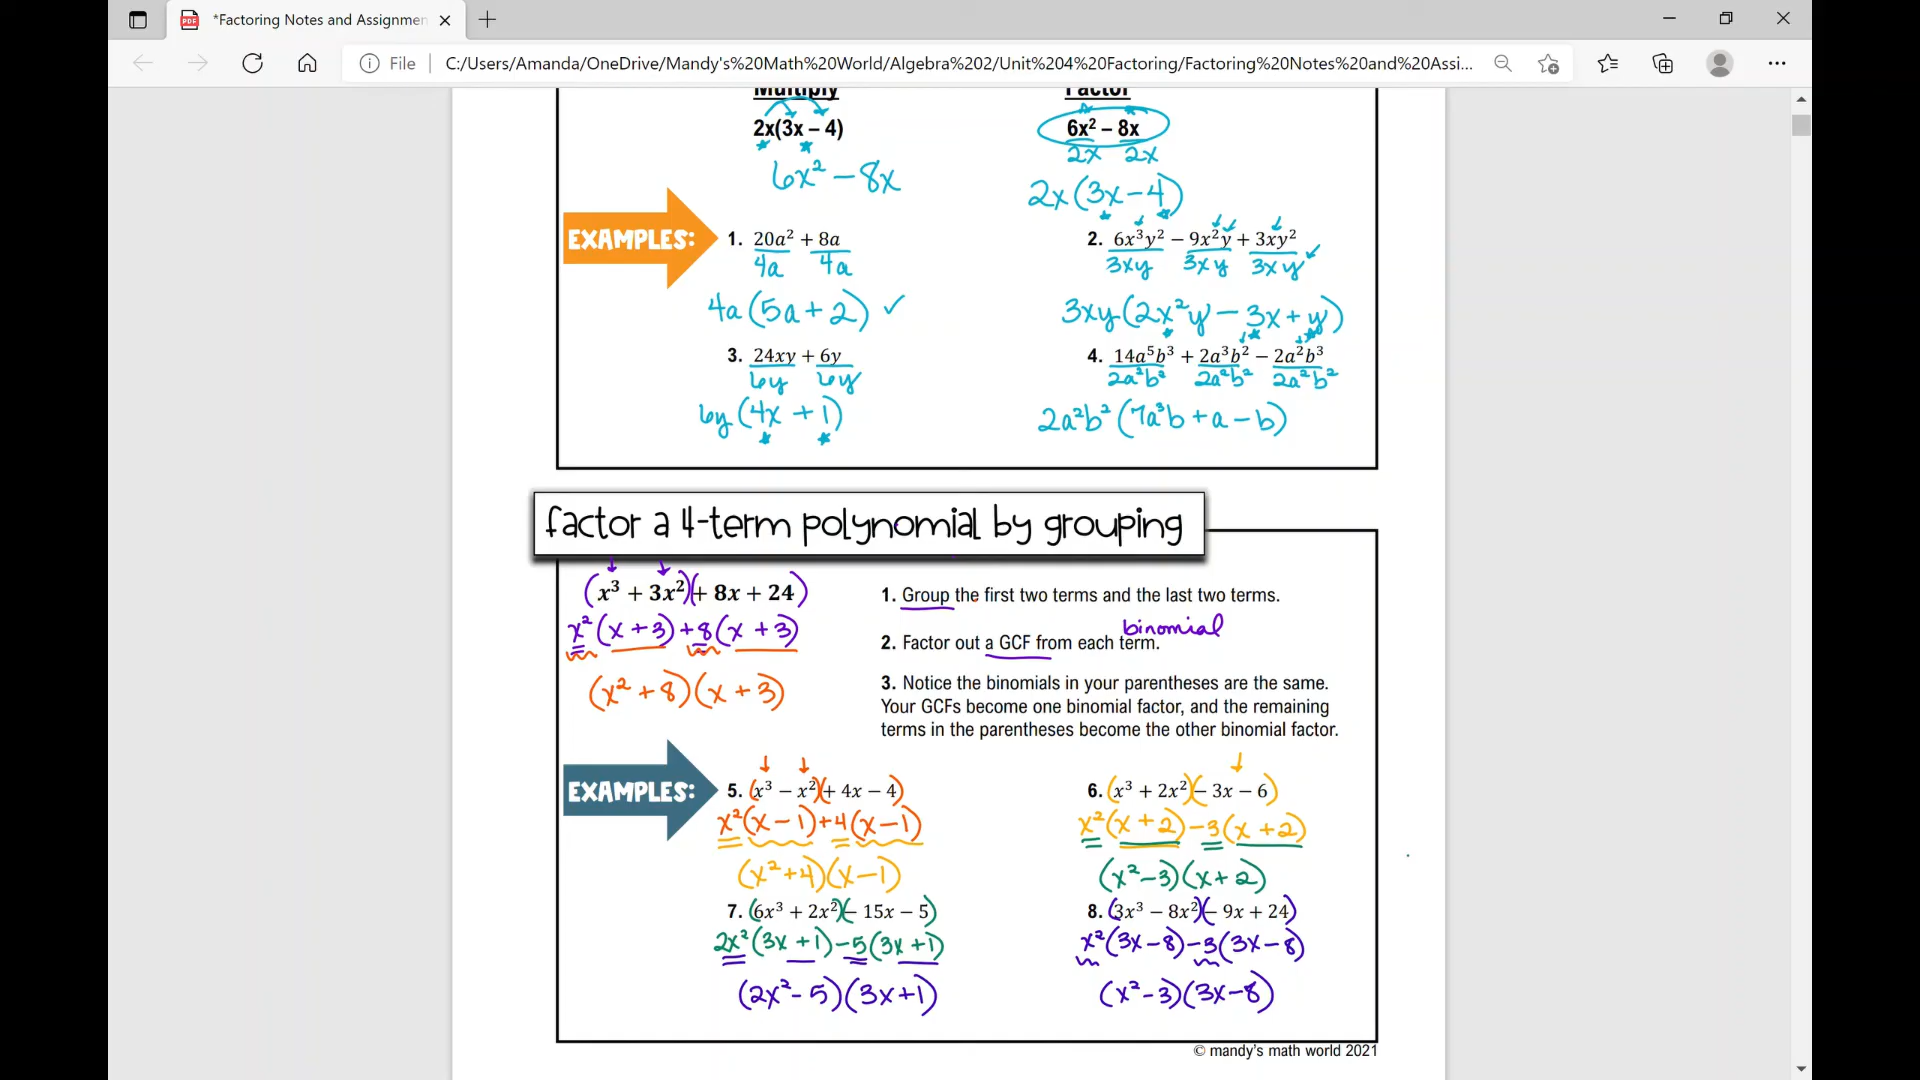 *Factoring Notes and Assignmen
File
C:/Users/Amanda/OneDrive/Mandy's%20Math%20World/Algebra%202/Unit%204%20Factoring/Factoring%20Notes%20and%20Assi...
Multiply
Factor
2x(3x – 4)
6x² – 8x
2x 2x
6x² – 8x
2x(3x – 4)
EXAMPLES:
1. 20a² + 8a
4a 4a
4a(5a + 2) ✓
2. 6x³y² − 9x²y + 3xy²
3xy 3xy 3xy ✓
3xy(2x²y – 3x + y)
3. 24xy + 6y
6y 6y
6y(4x + 1)
4. 14a⁵b³ + 2a³b² − 2a²b³
2a²b² 2a²b² 2a²b²
2a²b²(7a³b + a – b)
factor a 4-term polynomial by grouping
(x³ + 3x²)(+ 8x + 24)
x²(x + 3) + 8(x + 3)
(x² + 8)(x + 3)
1. Group the first two terms and the last two terms.
binomial
2. Factor out a GCF from each term.
3. Notice the binomials in your parentheses are the same.
Your GCFs become one binomial factor, and the remaining
terms in the parentheses become the other binomial factor.
EXAMPLES:
5. (x³ − x²)(+ 4x − 4)
x²(x – 1) + 4(x – 1)
(x² + 4)(x – 1)
6. (x³ + 2x²)(− 3x − 6)
x²(x + 2) – 3(x + 2)
(x² – 3)(x + 2)
7. (6x³ + 2x²)(− 15x − 5)
2x²(3x + 1) – 5(3x + 1)
(2x² – 5)(3x + 1)
8. (3x³ − 8x²)(− 9x + 24)
x²(3x – 8) – 3(3x – 8)
(x² – 3)(3x – 8)
© mandy's math world 2021